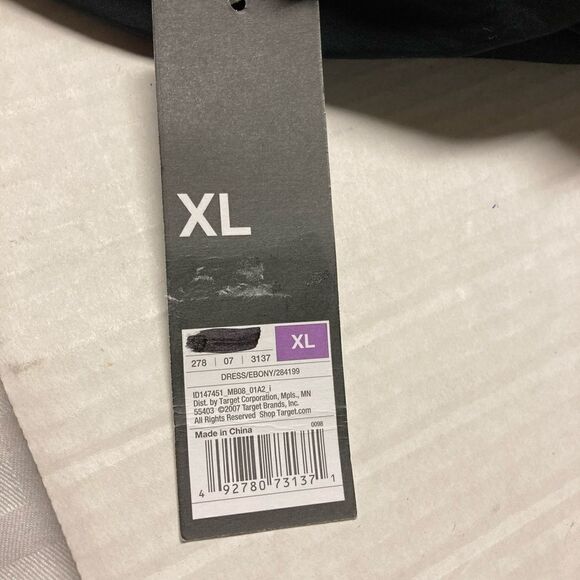 XL
XL
278 | 07 | 3137
DRESS/EBONY/284199
ID147451_MB08_01A2_i
Dist. by Target Corporation, Mpls., MN
55403 ©2007 Target Brands, Inc.
All Rights Reserved Shop Target.com
Made in China
0098
4 92780 73137 1